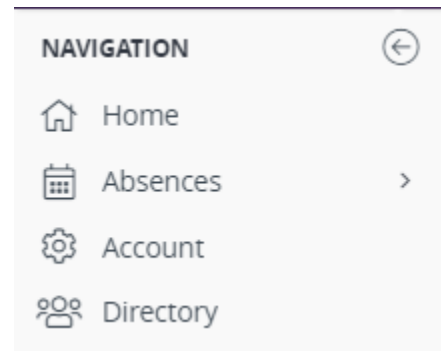 NAVIGATION
Home
Absences
Account
Directory